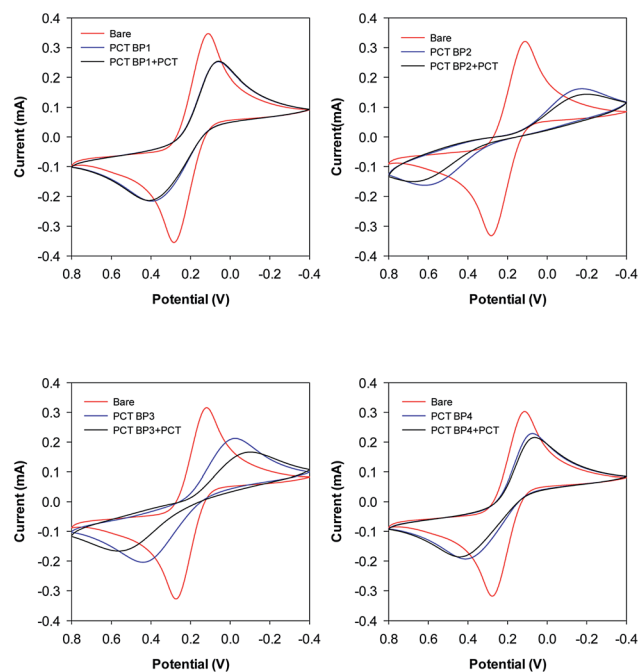 0.4
Bare
0.3
PCT BP1
PCT BP1+PCT
0.2
0.1
0.0
-0.1
-0.2
-0.3
-0.4
Current (mA)
0.8 0.6 0.4 0.2 0.0 -0.2 -0.4
Potential (V)
0.4
Bare
0.3
PCT BP2
PCT BP2+PCT
0.2
0.1
0.0
-0.1
-0.2
-0.3
-0.4
Current(mA)
0.8 0.6 0.4 0.2 0.0 -0.2 -0.4
Potential (V)
0.4
Bare
0.3
PCT BP3
PCT BP3+PCT
0.2
0.1
0.0
-0.1
-0.2
-0.3
-0.4
Current (mA)
0.8 0.6 0.4 0.2 0.0 -0.2 -0.4
Potential (V)
0.4
Bare
0.3
PCT BP4
PCT BP4+PCT
0.2
0.1
0.0
-0.1
-0.2
-0.3
-0.4
Current (mA)
0.8 0.6 0.4 0.2 0.0 -0.2 -0.4
Potential (V)